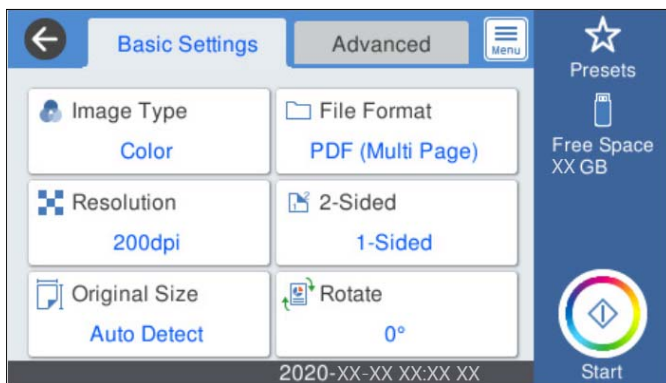 Basic Settings
Advanced
Menu
Presets
Image Type
Color
File Format
PDF (Multi Page)
Free Space
XX GB
Resolution
200dpi
2-Sided
1-Sided
Original Size
Auto Detect
Rotate
0°
2020-XX-XX XX:XX XX
Start